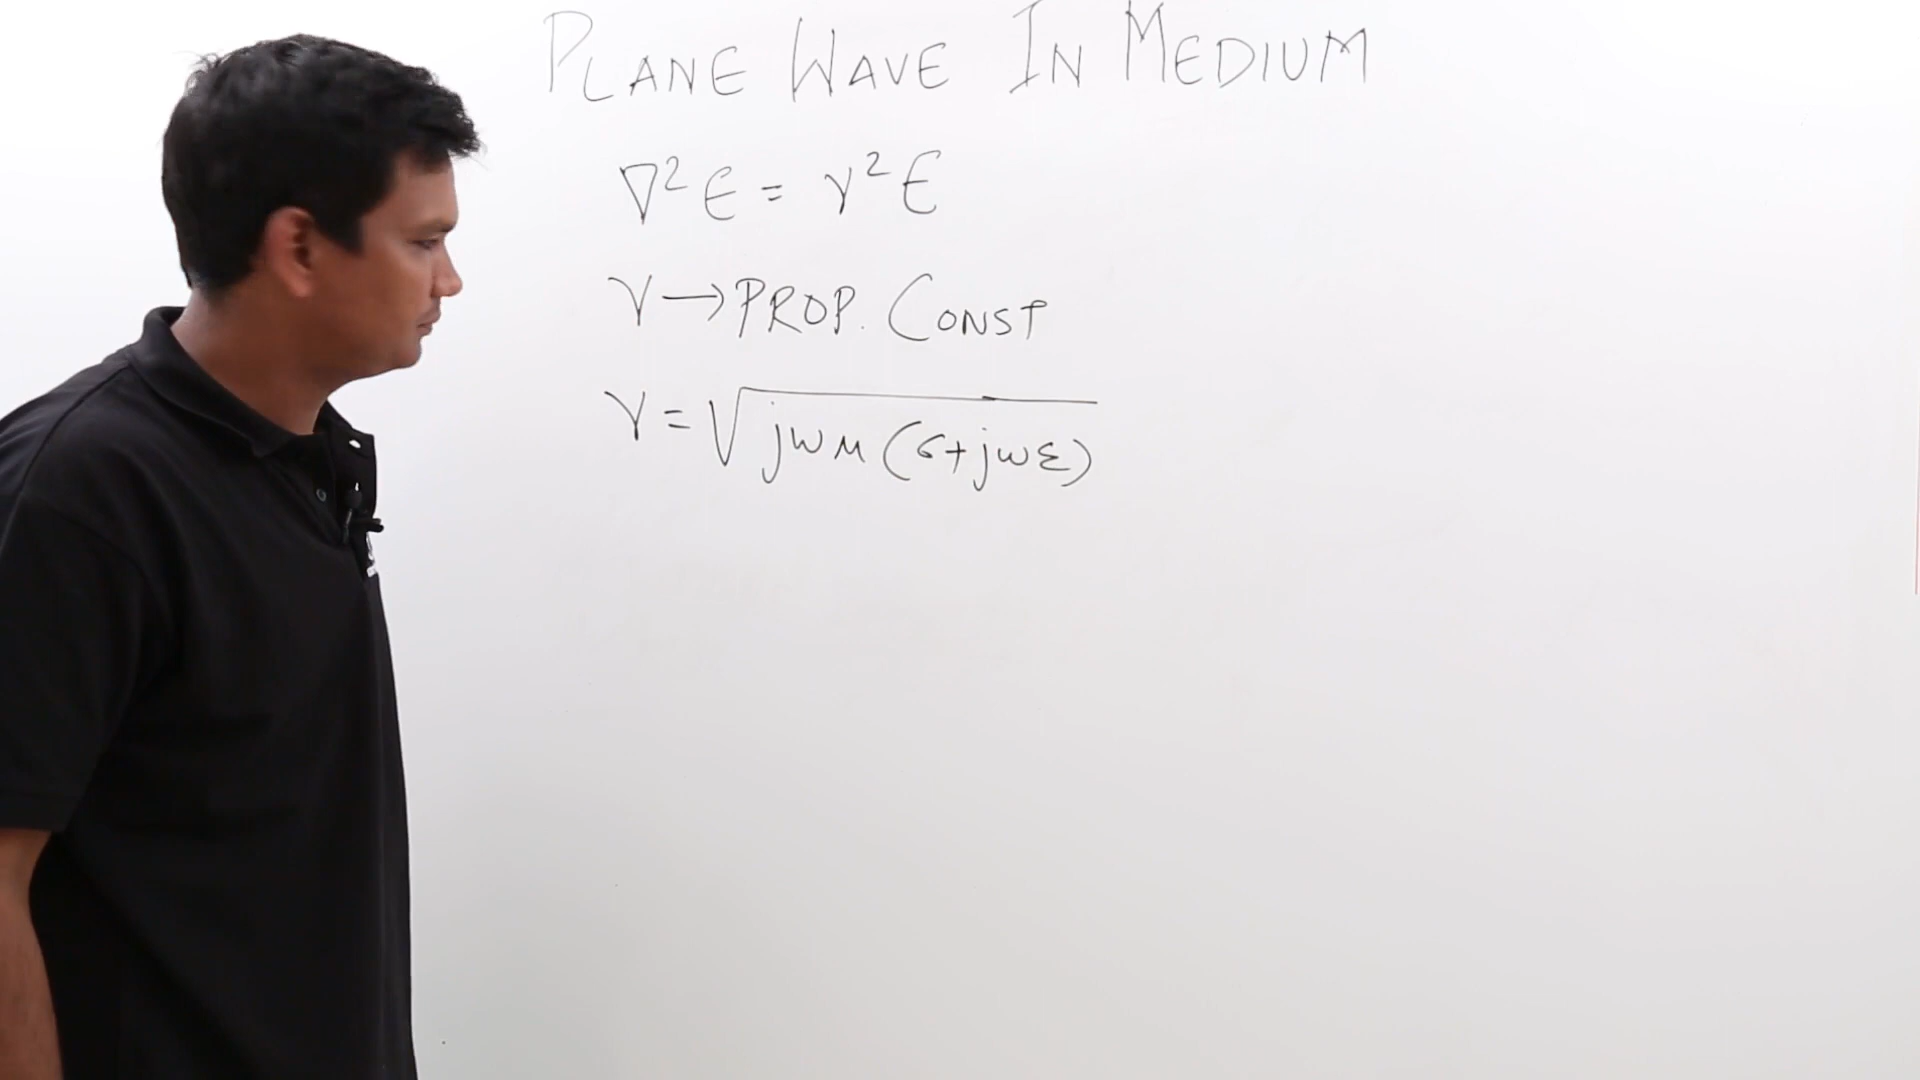 PLANE WAVE IN MEDIUM
∇²E = γ²E
γ → PROP. CONST
γ = √jωμ(σ+jωε)